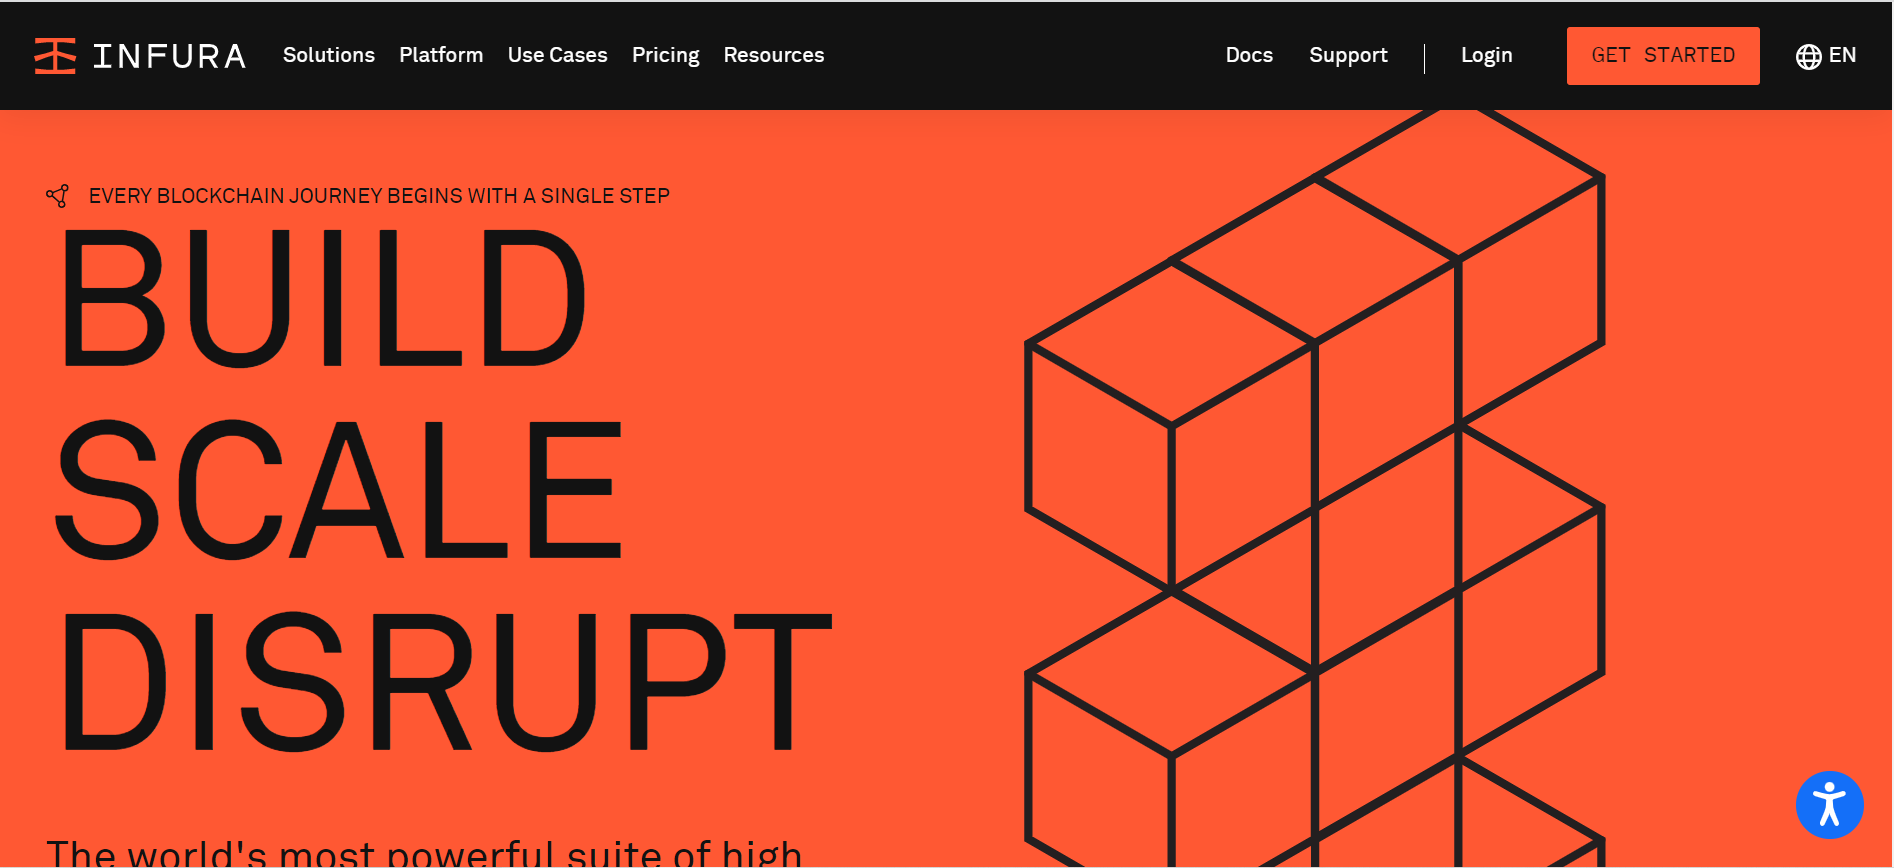 INFURA Solutions Platform Use Cases Pricing Resources Docs Support Login GET STARTED EN
EVERY BLOCKCHAIN JOURNEY BEGINS WITH A SINGLE STEP
BUILD
SCALE
DISRUPT
The world's most powerful suite of high